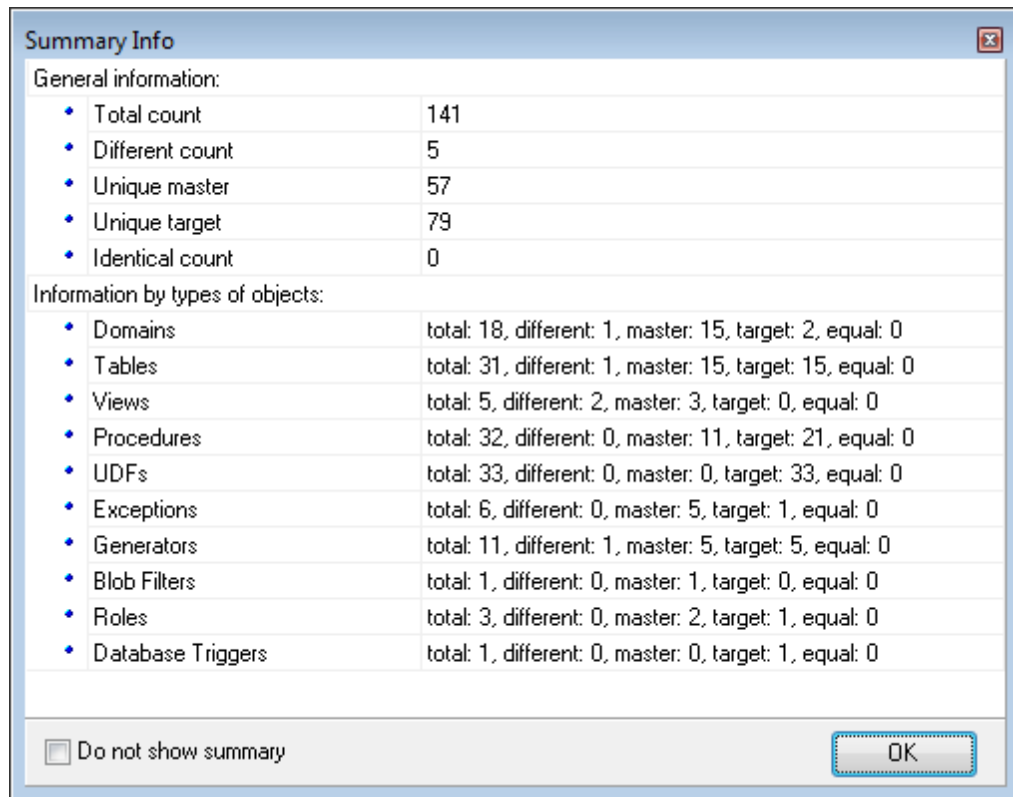 Summary Info
General information:
Total count 141
Different count 5
Unique master 57
Unique target 79
Identical count 0
Information by types of objects:
Domains total: 18, different: 1, master: 15, target: 2, equal: 0
Tables total: 31, different: 1, master: 15, target: 15, equal: 0
Views total: 5, different: 2, master: 3, target: 0, equal: 0
Procedures total: 32, different: 0, master: 11, target: 21, equal: 0
UDFs total: 33, different: 0, master: 0, target: 33, equal: 0
Exceptions total: 6, different: 0, master: 5, target: 1, equal: 0
Generators total: 11, different: 1, master: 5, target: 5, equal: 0
Blob Filters total: 1, different: 0, master: 1, target: 0, equal: 0
Roles total: 3, different: 0, master: 2, target: 1, equal: 0
Database Triggers total: 1, different: 0, master: 0, target: 1, equal: 0
Do not show summary OK